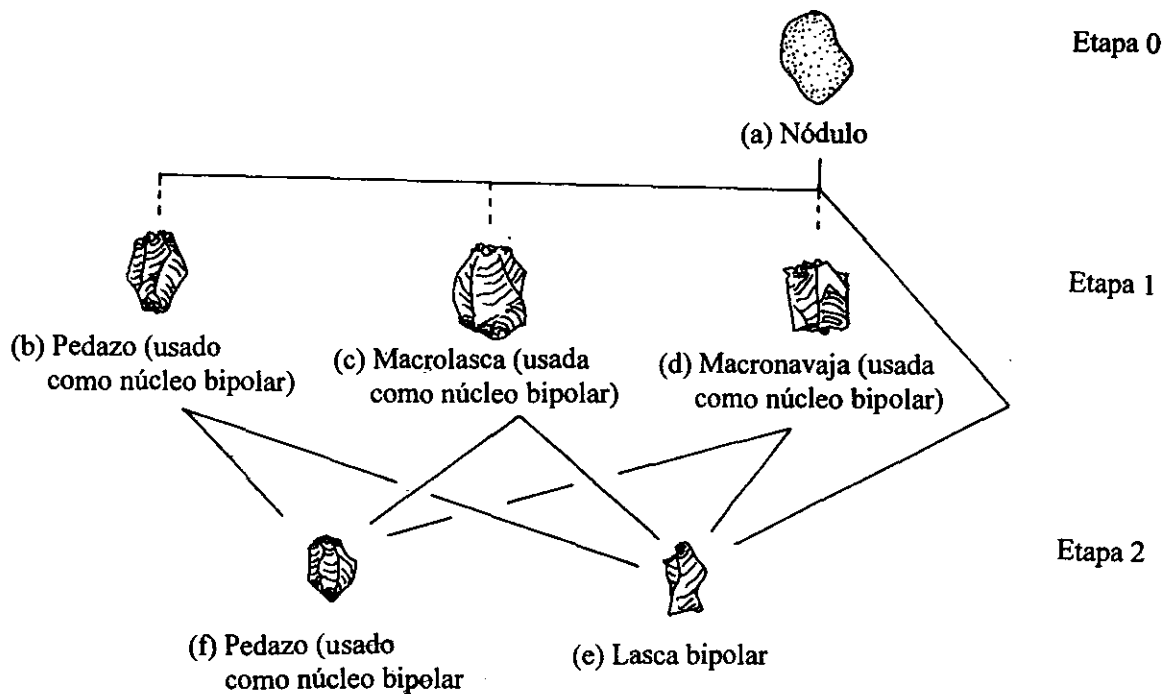 Etapa 0
(a) Nódulo
Etapa 1
(b) Pedazo (usado
como núcleo bipolar)
(c) Macrolasca (usada
como núcleo bipolar)
(d) Macronavaja (usada
como núcleo bipolar)
Etapa 2
(f) Pedazo (usado
como núcleo bipolar
(e) Lasca bipolar